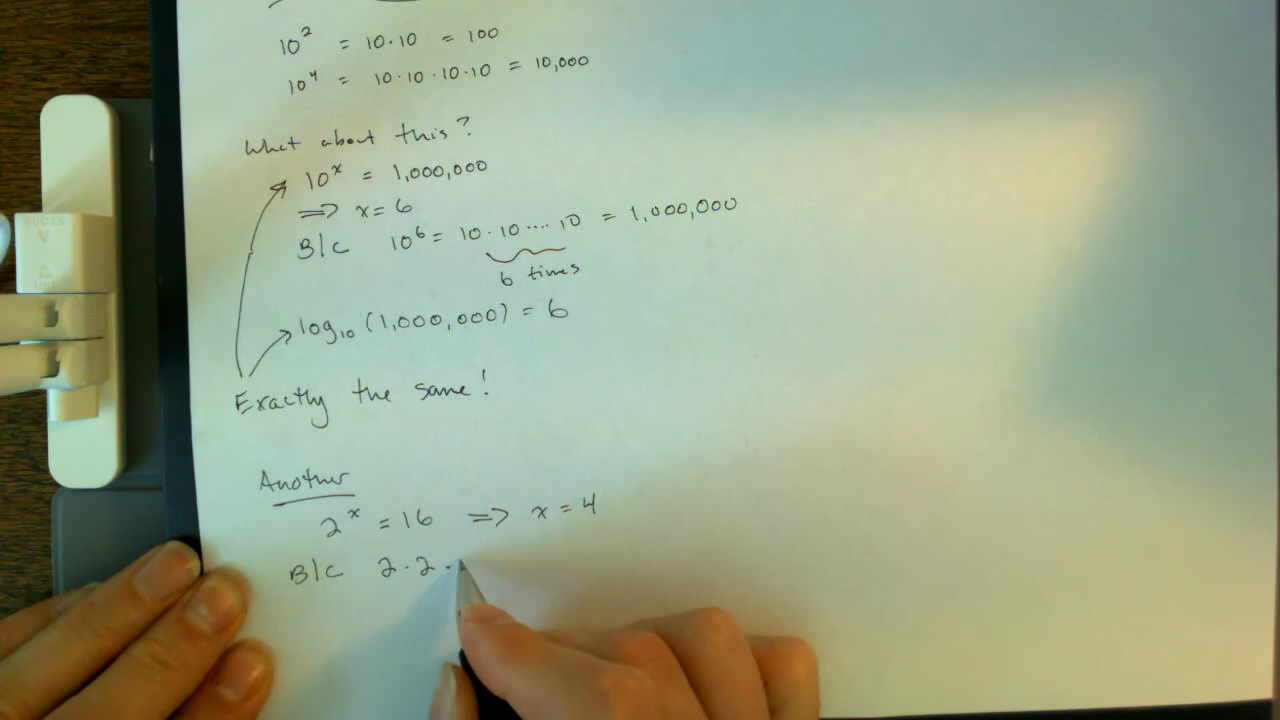 10² = 10·10 = 100
10⁴ = 10·10·10·10 = 10,000
What about this?
10ˣ = 1,000,000
=> x=6
B/c 10⁶ = 10·10....10 = 1,000,000
6 times
log₁₀(1,000,000) = 6
Exactly the same!
Another
2ˣ = 16 => x = 4
B/c 2·2·